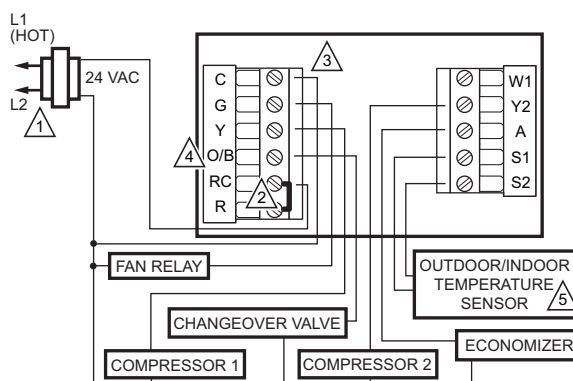 L1
(HOT)
24 VAC
L2
1
3
C
G
Y
4
O/B
RC
2
R
W1
Y2
A
S1
S2
FAN RELAY
OUTDOOR/INDOOR
TEMPERATURE
SENSOR
5
CHANGEOVER VALVE
ECONOMIZER
COMPRESSOR 1
COMPRESSOR 2